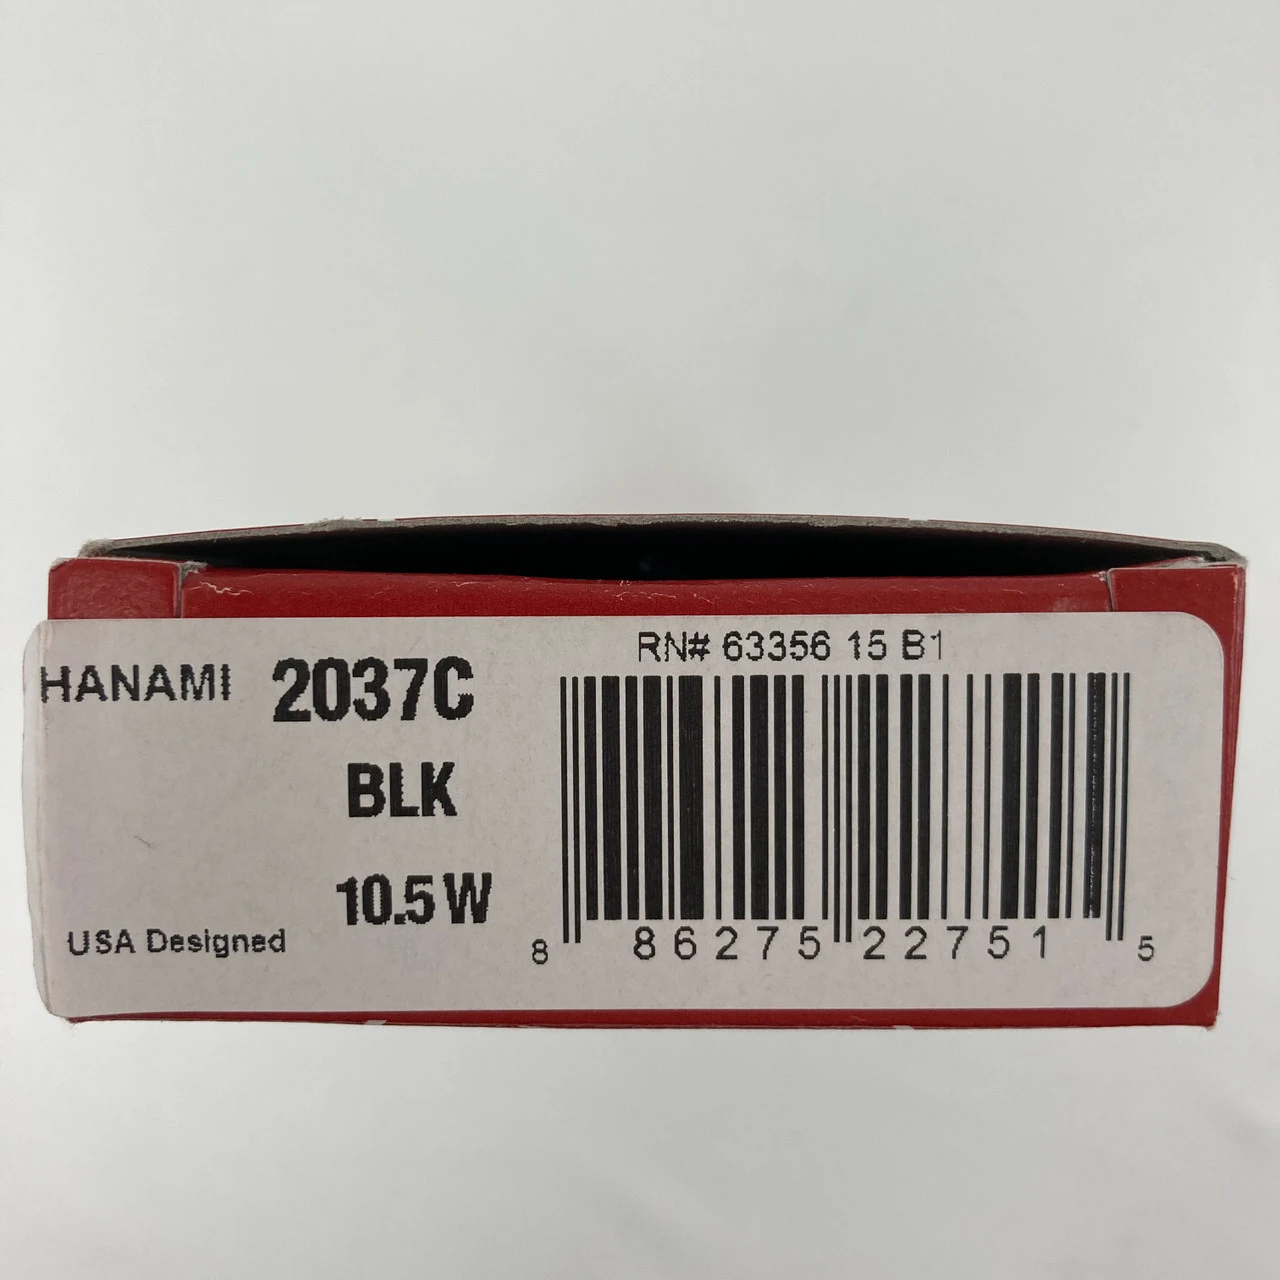 RN# 63356 15 B1
HANAMI 2037C
BLK
10.5 W
USA Designed
8 86275 22751 5